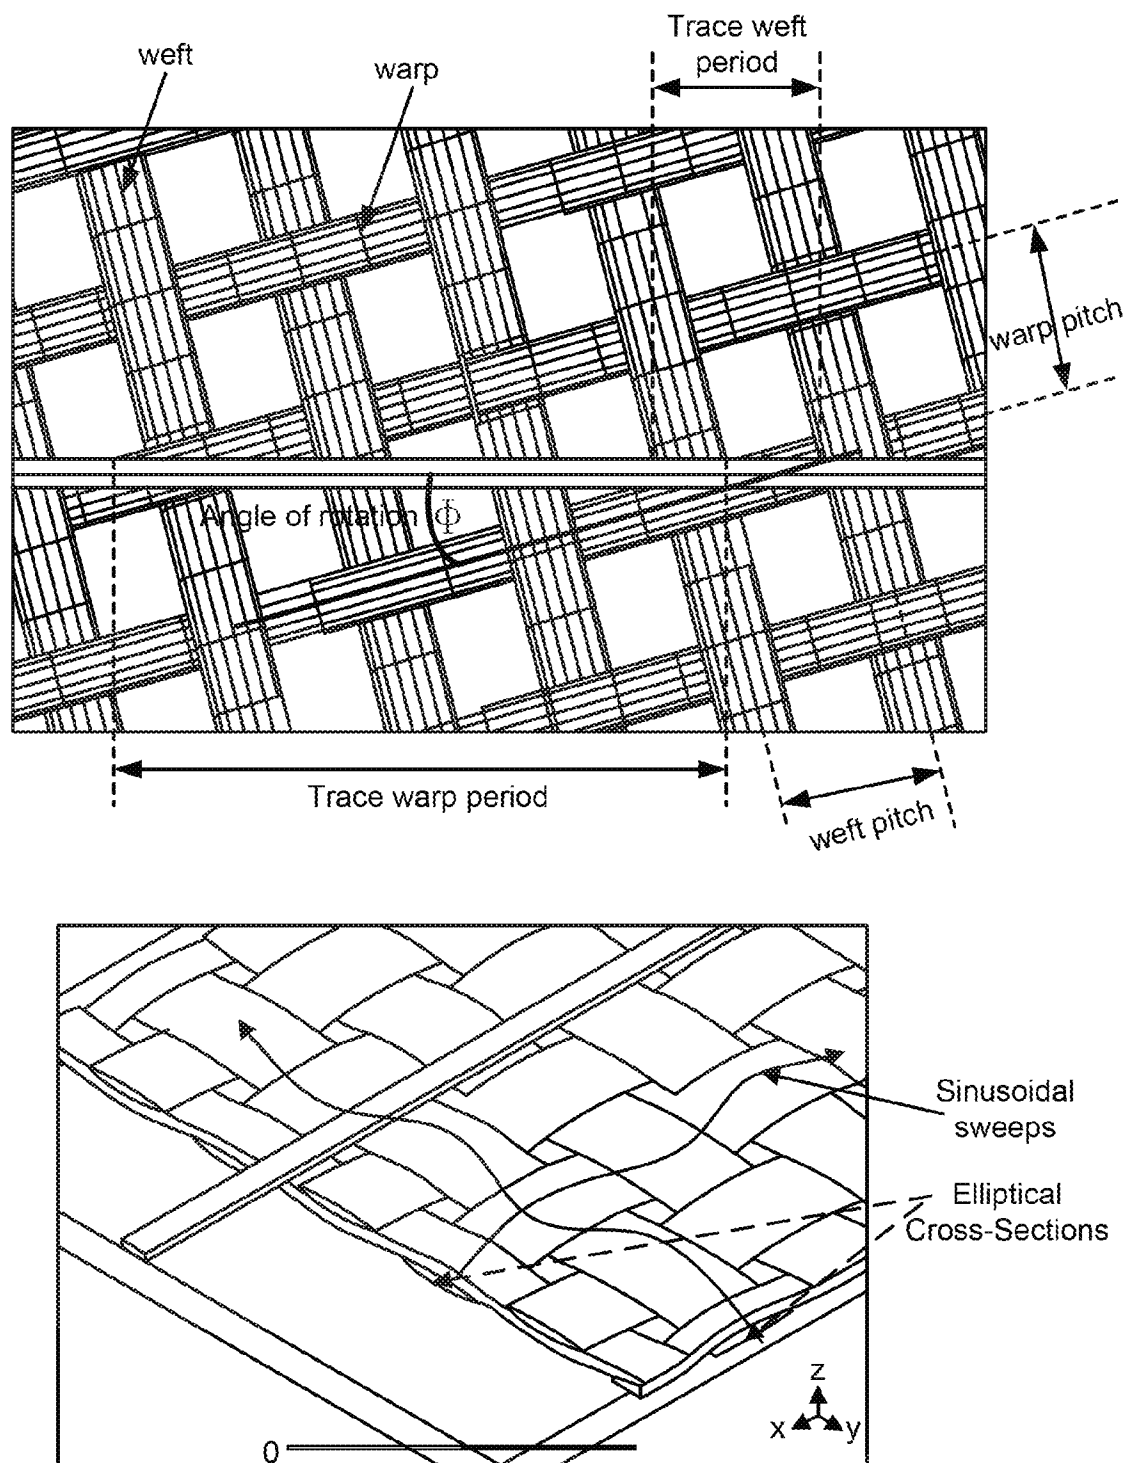 Trace weft
period
weft
warp
warp pitch
Angle of rotation Φ
Trace warp period
weft pitch
Sinusoidal
sweeps
Elliptical
Cross-Sections
z
x
y
0